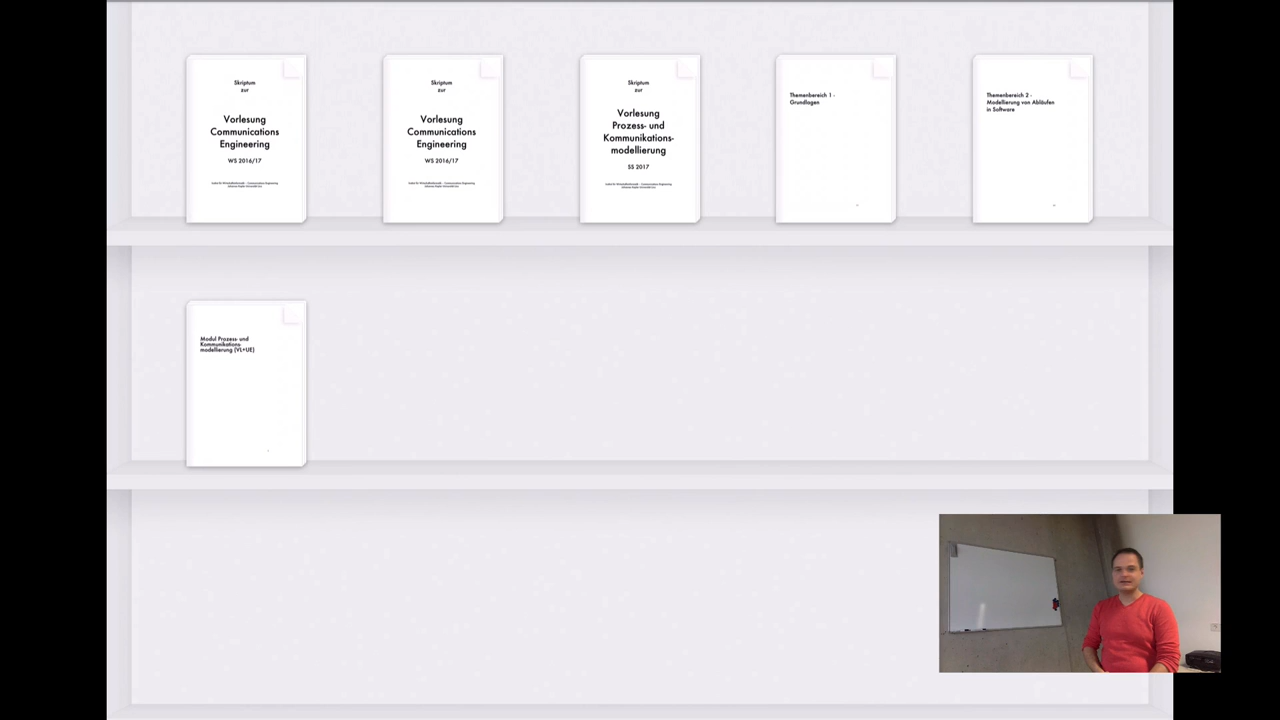 Skriptum
zur
Vorlesung
Communications
Engineering
WS 2016/17
Skriptum
zur
Vorlesung
Communications
Engineering
WS 2016/17
Skriptum
zur
Vorlesung
Prozess- und
Kommunikations-
modellierung
SS 2017
Themenbereich 1 -
Grundlagen
Themenbereich 2 -
Modellierung von Abläufen
in Software
Modul Prozess- und
Kommunikations-
modellierung (VL+UE)